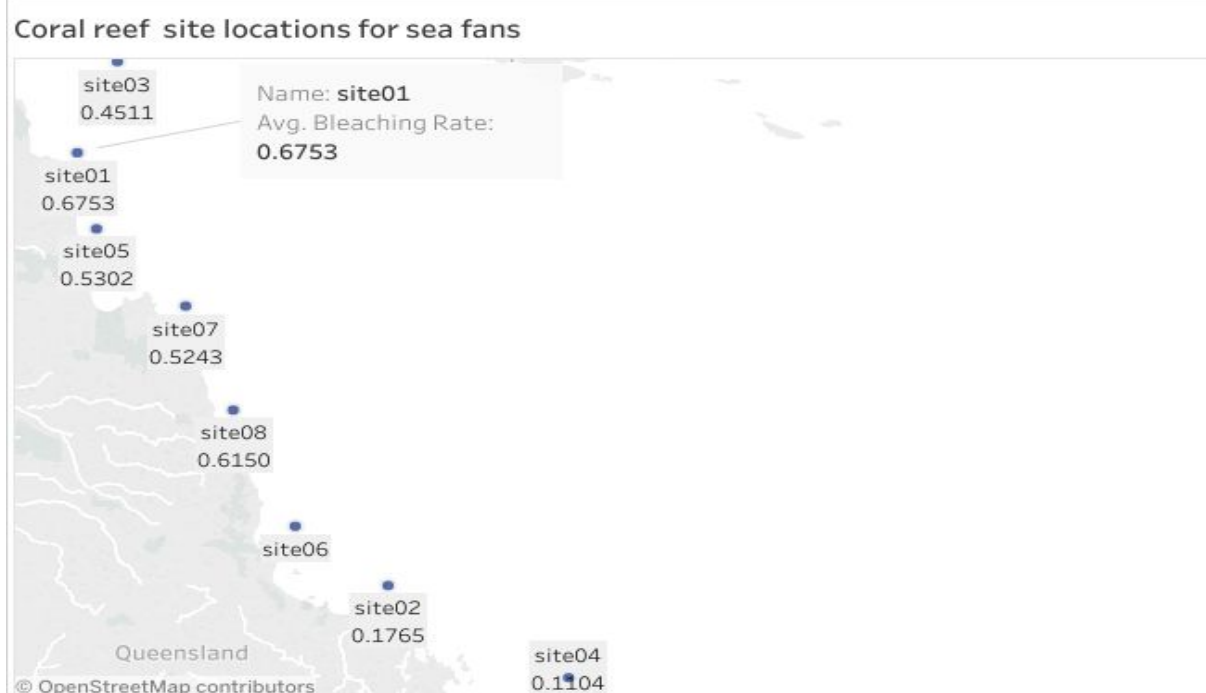 Coral reef  site locations for sea fans
site03
0.4511
Name: site01
Avg. Bleaching Rate:
0.6753
site01
0.6753
site05
0.5302
site07
0.5243
site08
0.6150
site06
site02
0.1765
Queensland
site04
0.1104
© OpenStreetMap contributors